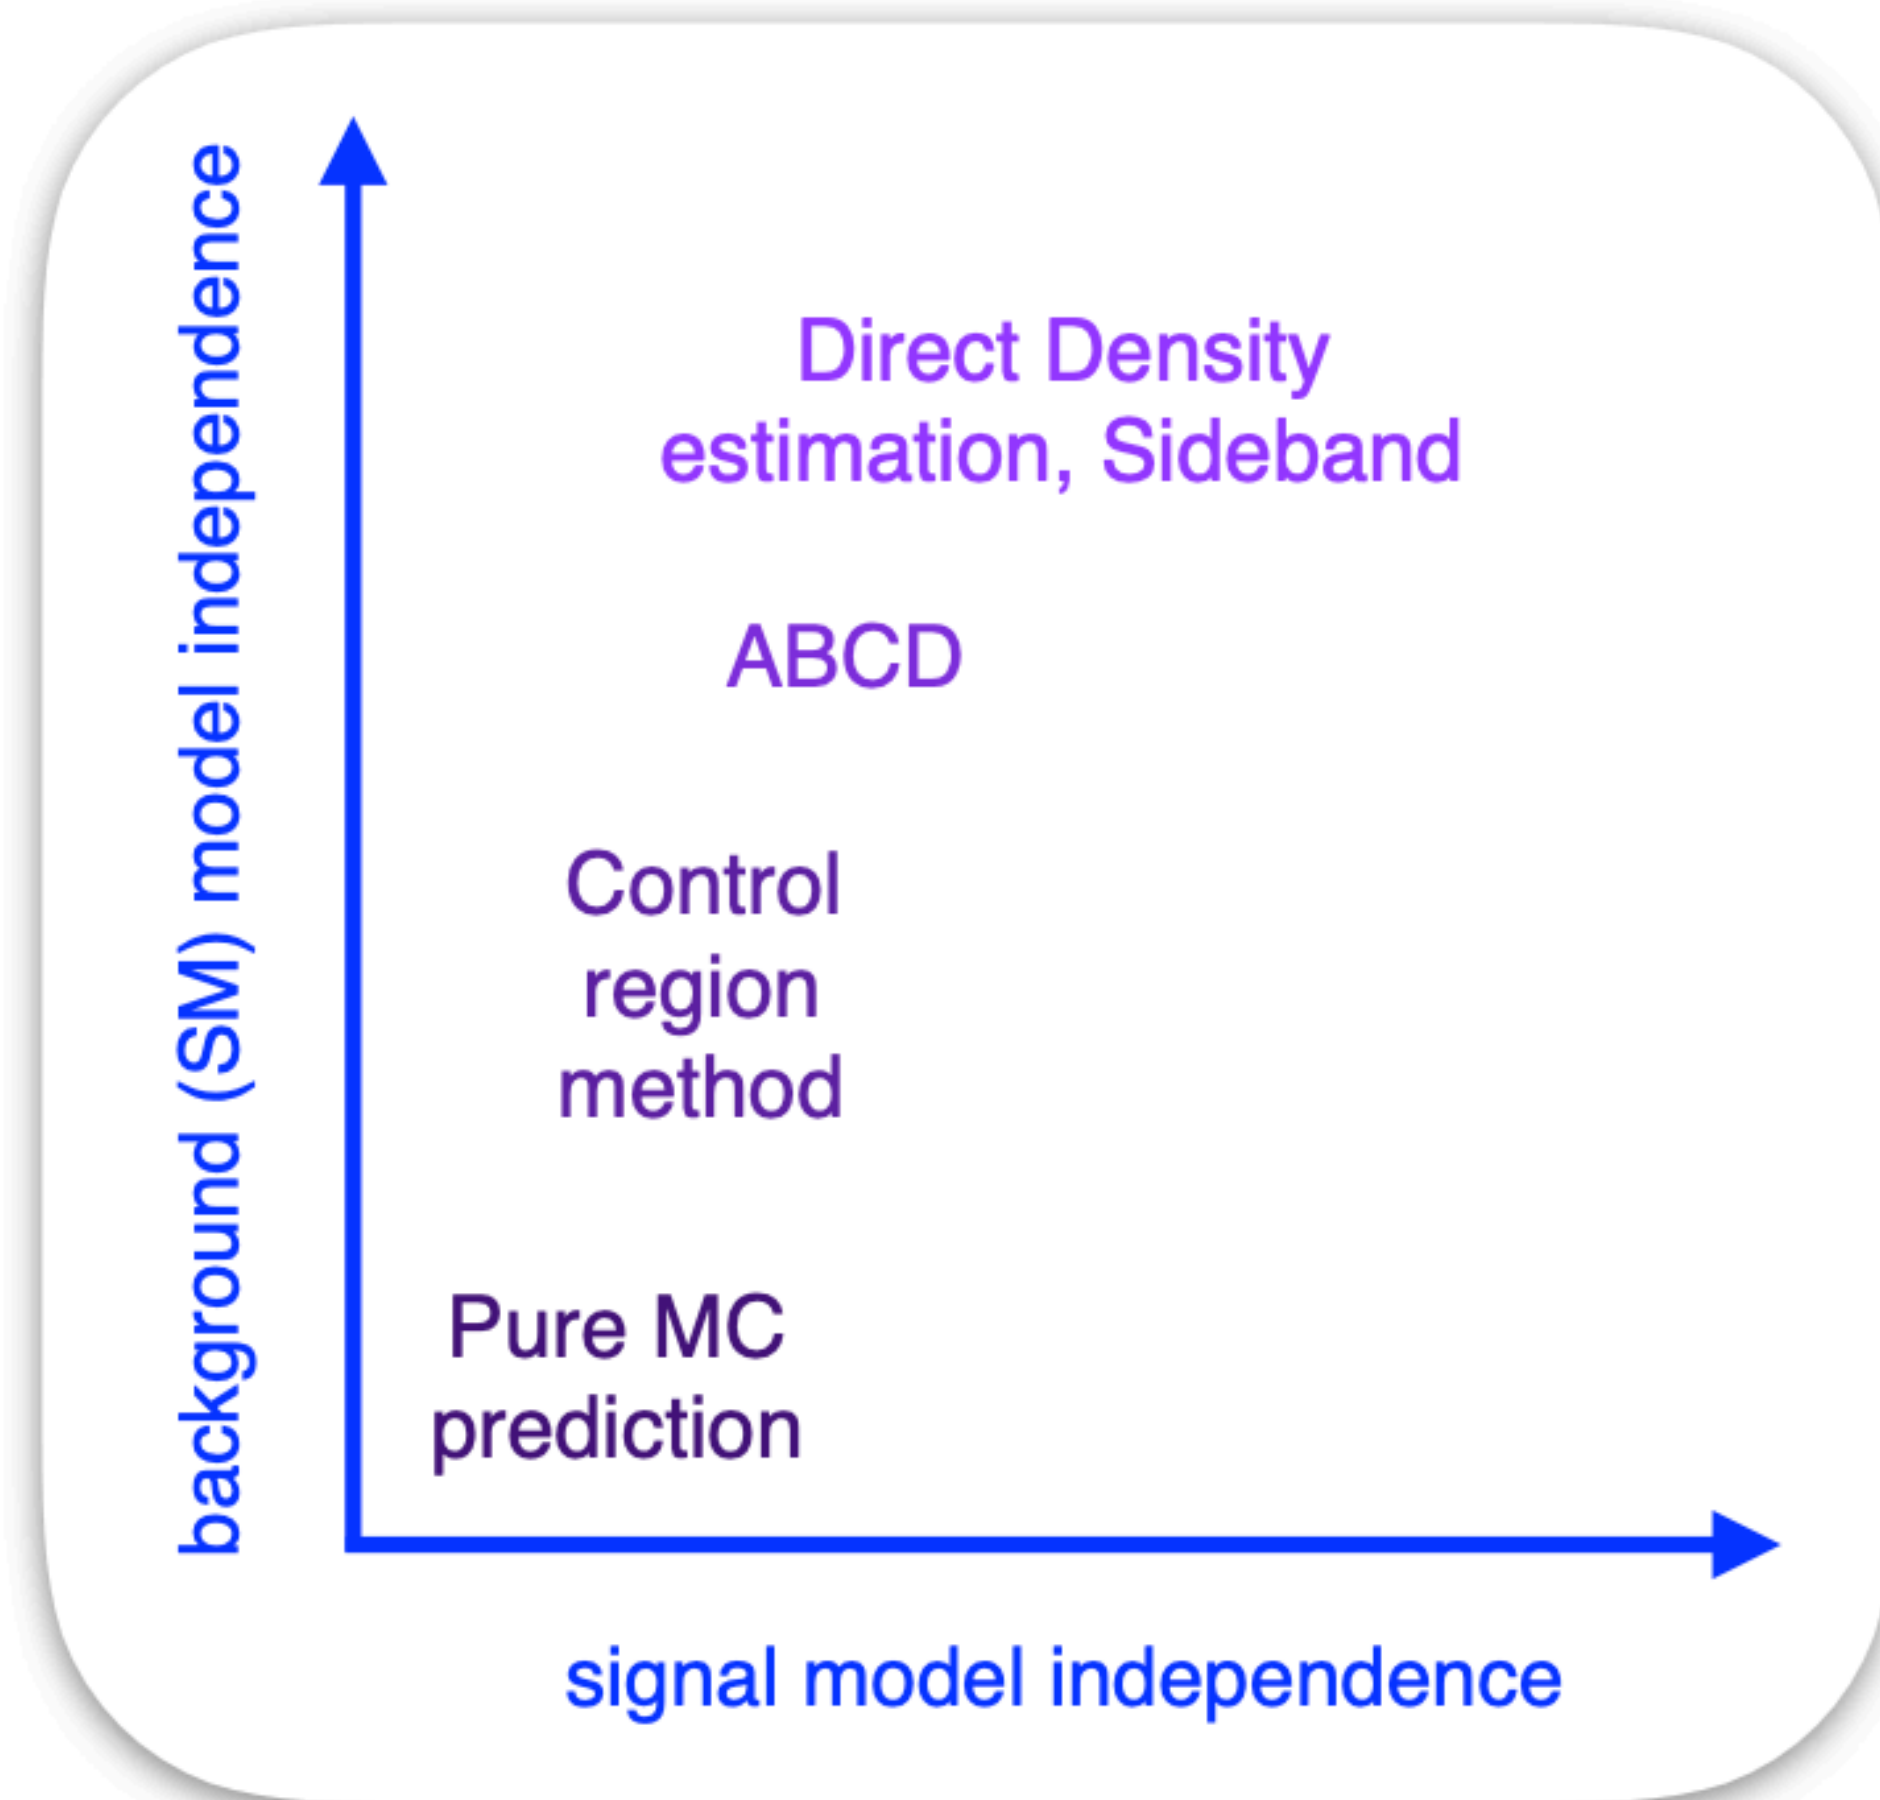 background (SM) model independence
Direct Density
estimation, Sideband
ABCD
Control
region
method
Pure MC
prediction
signal model independence